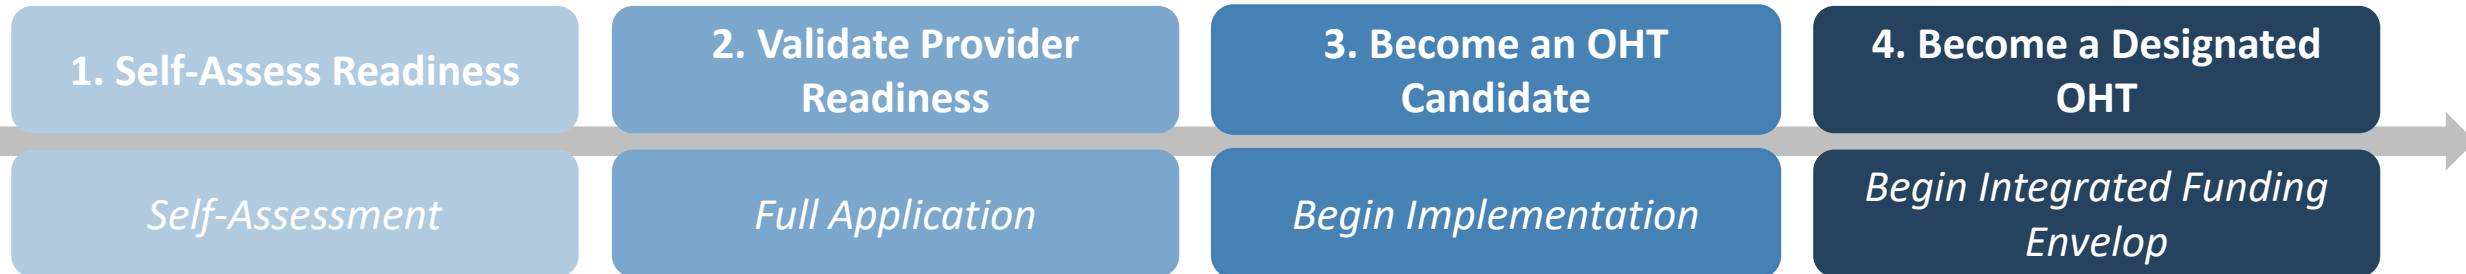 1. Self-Assess Readiness
Self-Assessment
2. Validate Provider
Readiness
Full Application
3. Become an OHT
Candidate
Begin Implementation
4. Become a Designated
OHT
Begin Integrated Funding
Envelop